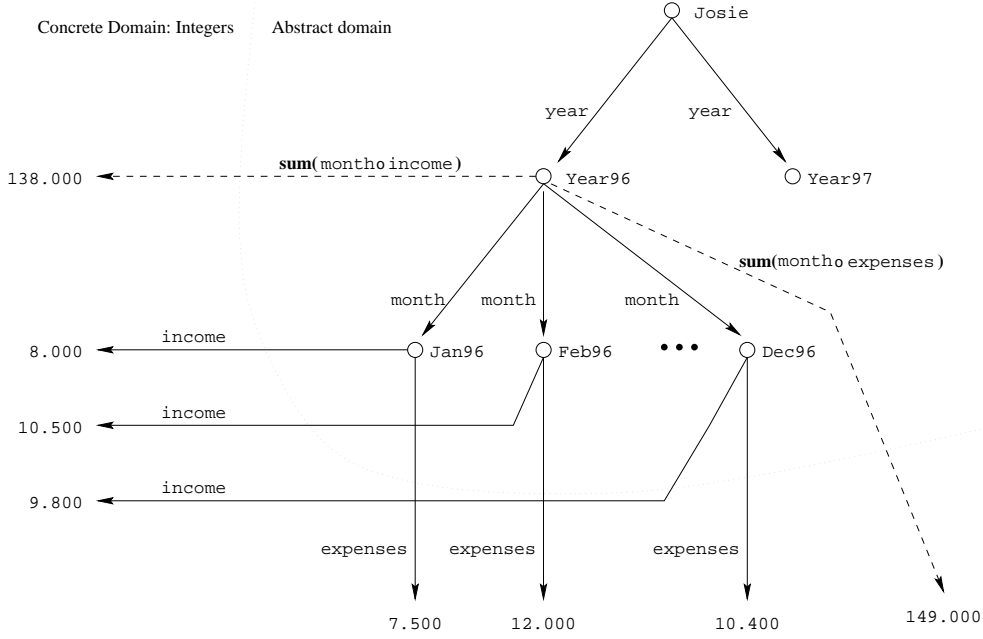 Josie
Concrete Domain: Integers
Abstract domain
year
year
sum(month o income)
138.000
Year96
Year97
sum(month o expenses)
month
month
month
income
8.000
Jan96
Feb96
•••
Dec96
income
10.500
income
9.800
expenses
expenses
expenses
7.500
12.000
10.400
149.000